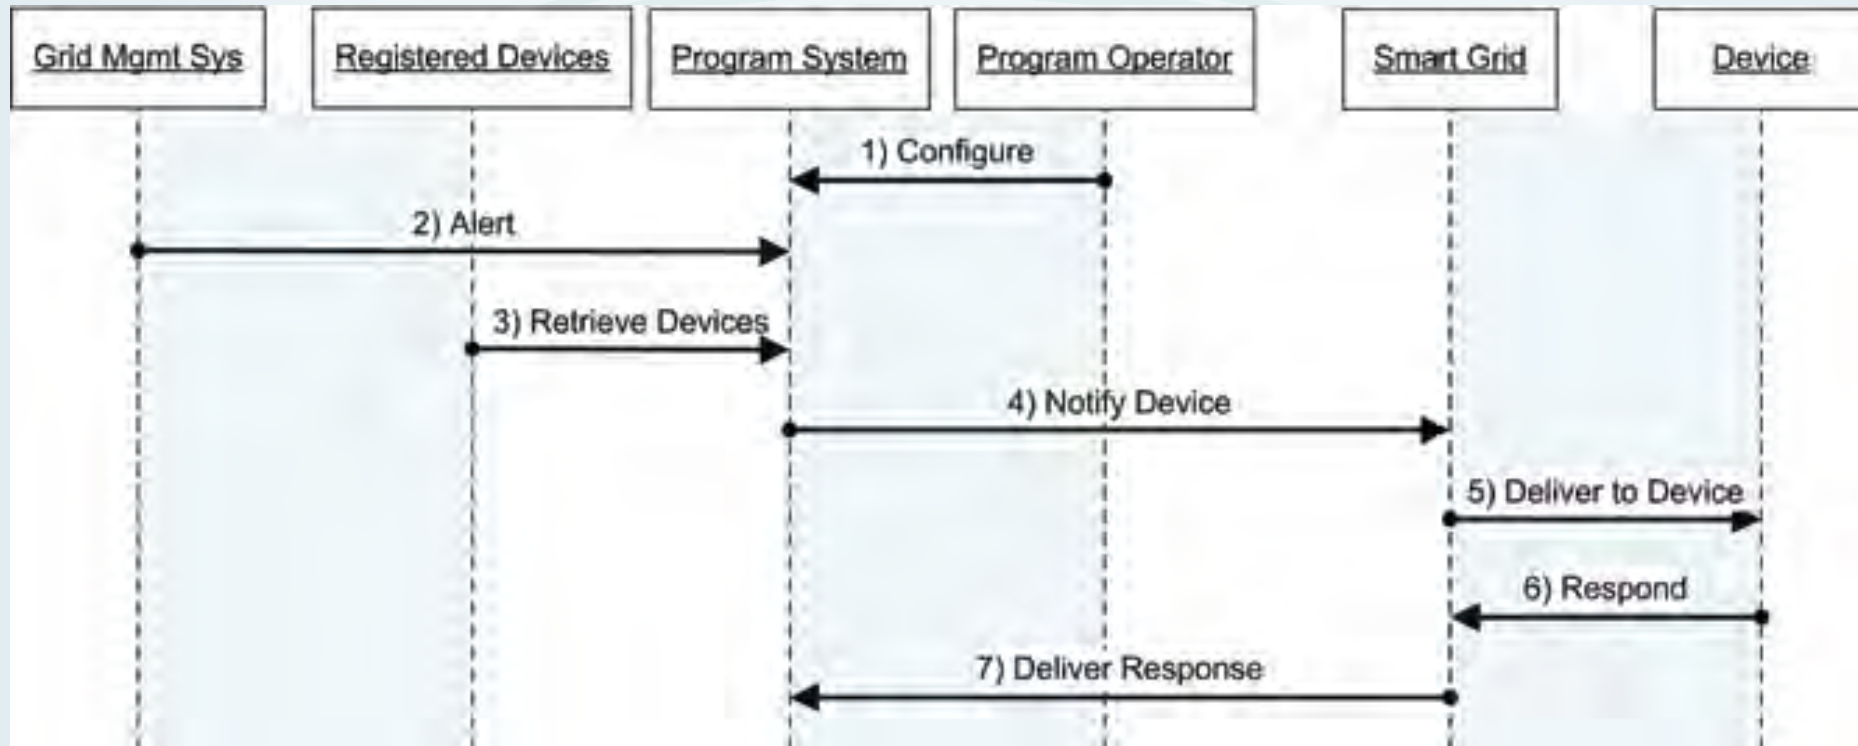 Grid Mgmt Sys
Registered Devices
Program System
Program Operator
Smart Grid
Device
1) Configure
2) Alert
3) Retrieve Devices
4) Notify Device
5) Deliver to Device
6) Respond
7) Deliver Response